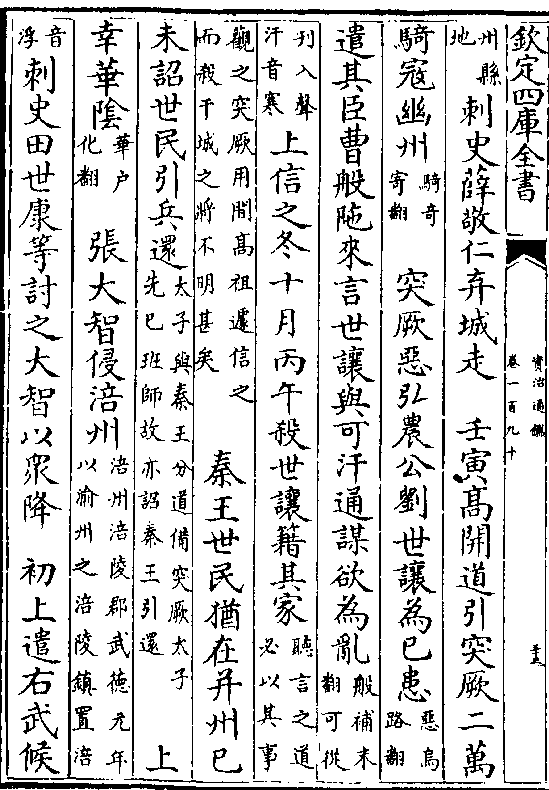 欽定四庫全書
資治通鑑
卷一百九十
州縣
地
刺史薛敬仁弃城走 壬寅髙開道引突厥二萬
騎寇幽州騎奇
寄翻 突厥惡弘農公劉世讓為已患惡烏
路翻
遣其臣曹般陁來言世讓與可汗通謀欲為亂般補末
翻可從
刋入聲
汗音寒上信之冬十月丙午殺世讓籍其家聽言之道
必以其事
觀之突厥用間髙祖遽信之
而殺干城之將不明甚矣 秦王世民猶在并州已
未詔世民引兵還太子與秦王分道備突厥太子
先已班師故亦詔秦王引還 上
幸華隂華户
化翻 張大智侵涪州涪州涪陵郡武德元年
以渝州之涪陵鎮置涪
音
浮刺史田世康等討之大智以衆降 初上遣右武候